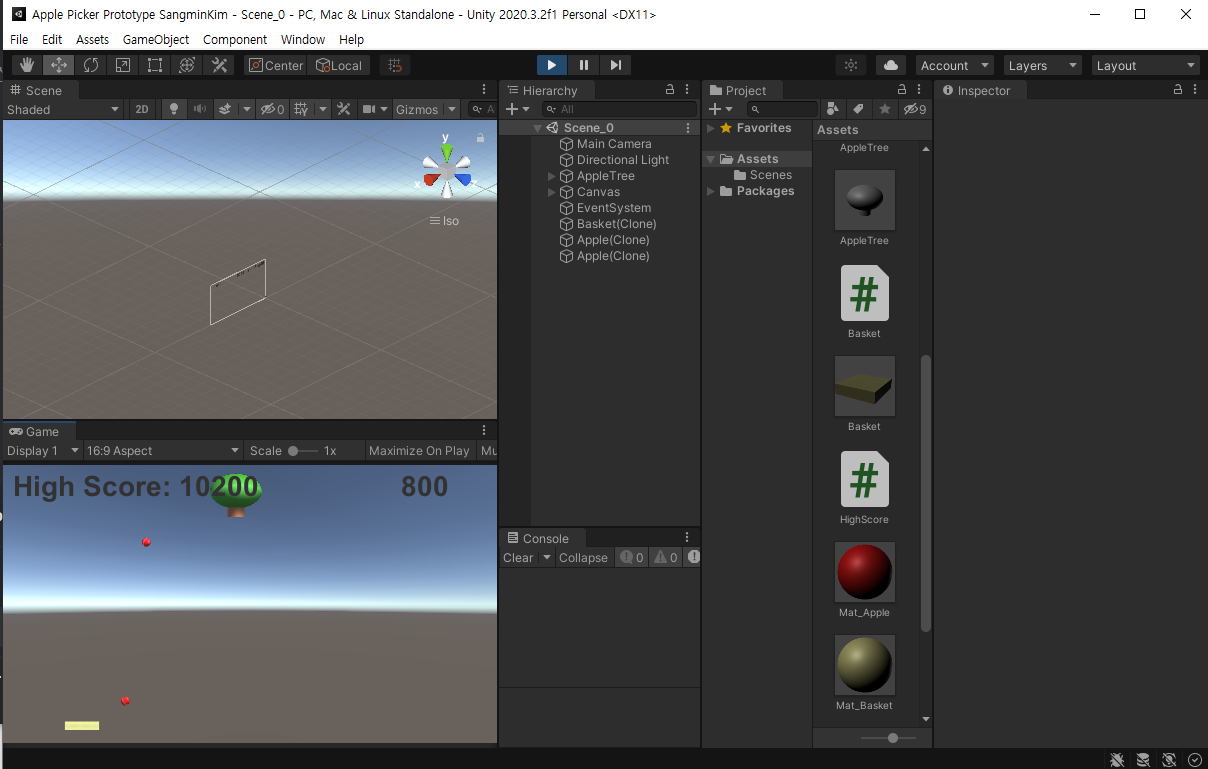 Apple Picker Prototype SangminKim - Scene_0 - PC, Mac & Linux Standalone - Unity 2020.3.2f1 Personal <DX11>
File Edit Assets GameObject Component Window Help
Center Local Account Layers Layout
Scene
Shaded 2D 0 Gizmos A
y
x z
Iso
Game
Display 1 16:9 Aspect Scale 1x Maximize On Play Mu
High Score: 10200 800
Hierarchy
All
Scene_0
Main Camera
Directional Light
AppleTree
Canvas
EventSystem
Basket(Clone)
Apple(Clone)
Apple(Clone)
Console
Clear Collapse 0 0
Project
9
Favorites
Assets
Scenes
Packages
Assets
AppleTree
AppleTree
#
Basket
Basket
#
HighScore
Mat_Apple
Mat_Basket
Inspector